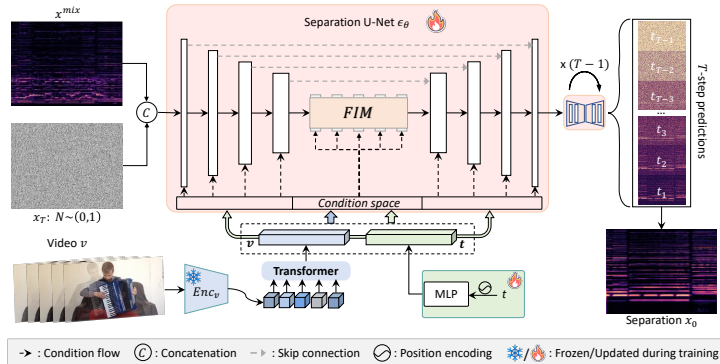 x^mix
Separation U-Net ϵ_θ
C
FIM
x (T − 1)
t_{T−1}
t_{T−2}
t_{T−3}
...
t_3
t_2
t_1
T-step predictions
x_T: N~(0,1)
Condition space
Video v
v
t
Transformer
Enc_v
MLP
t
Separation x_0
: Condition flow
C : Concatenation
: Skip connection
: Position encoding
/ : Frozen/Updated during training